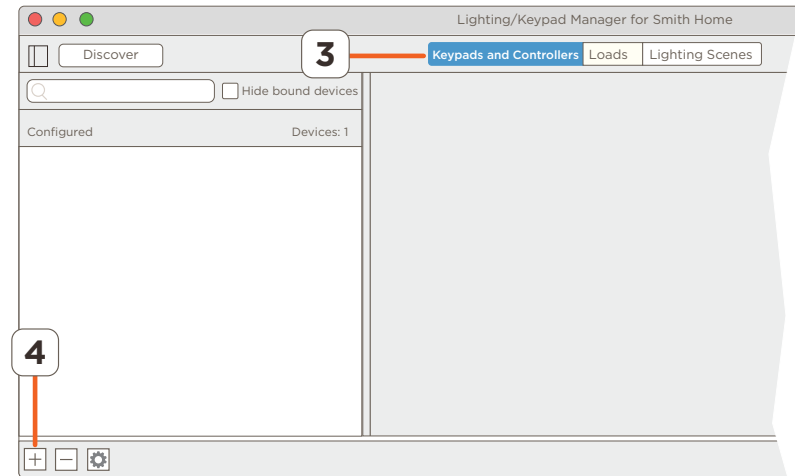 Lighting/Keypad Manager for Smith Home
Discover
3
Keypads and Controllers Loads Lighting Scenes
Hide bound devices
Configured Devices: 1
4